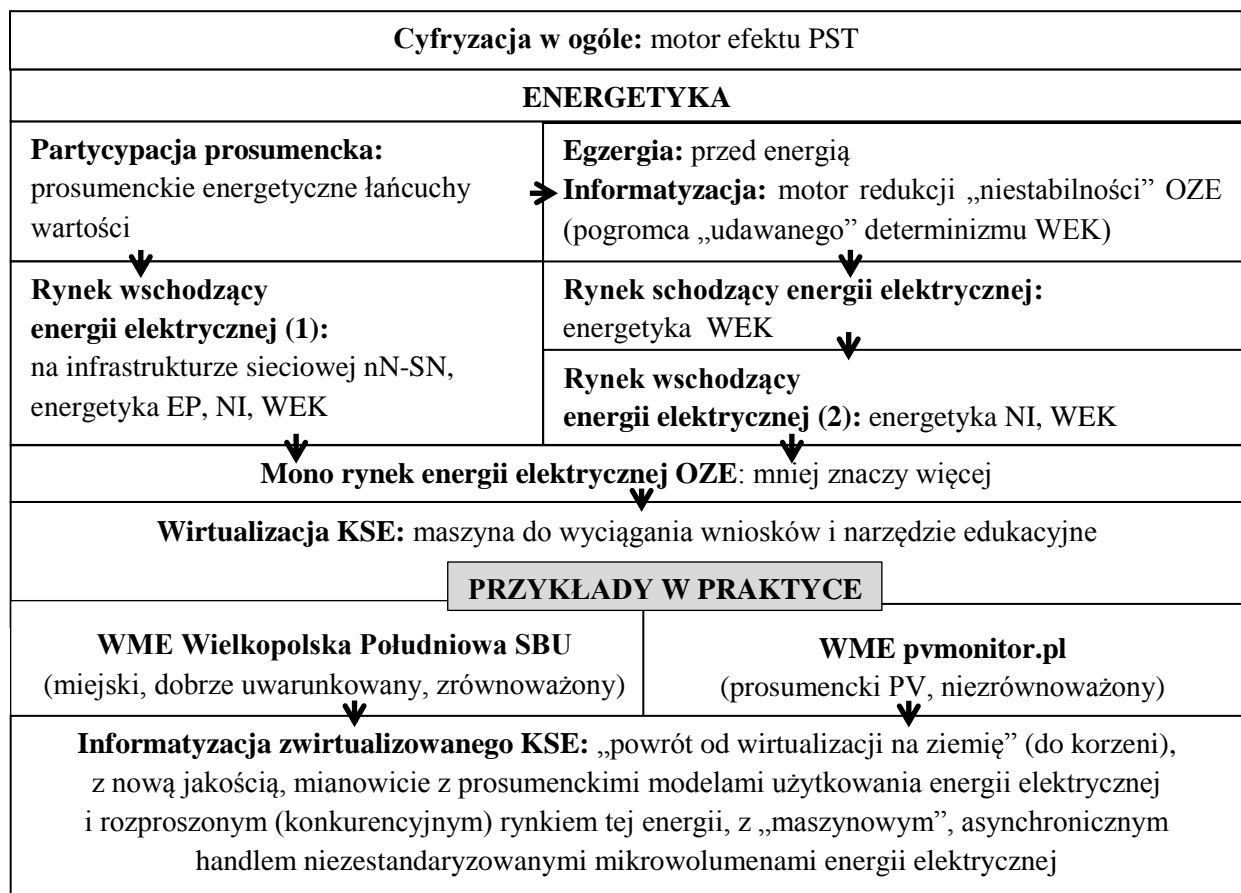 Cyfryzacja w ogóle: motor efektu PST
ENERGETYKA
Partycypacja prosumencka:
prosumenckie energetyczne łańcuchy
wartości
Egzergia: przed energią
Informatyzacja: motor redukcji „niestabilności” OZE
(pogromca „udawanego” determinizmu WEK)
Rynek wschodzący
energii elektrycznej (1):
na infrastrukturze sieciowej nN-SN,
energetyka EP, NI, WEK
Rynek schodzący energii elektrycznej:
energetyka WEK
Rynek wschodzący
energii elektrycznej (2): energetyka NI, WEK
Mono rynek energii elektrycznej OZE: mniej znaczy więcej
Wirtualizacja KSE: maszyna do wyciągania wniosków i narzędzie edukacyjne
PRZYKŁADY W PRAKTYCE
WME Wielkopolska Południowa SBU
(miejski, dobrze uwarunkowany, zrównoważony)
WME pvmonitor.pl
(prosumencki PV, niezrównoważony)
Informatyzacja zwirtualizowanego KSE: „powrót od wirtualizacji na ziemię” (do korzeni),
z nową jakością, mianowicie z prosumenckimi modelami użytkowania energii elektrycznej
i rozproszonym (konkurencyjnym) rynkiem tej energii, z „maszynowym”, asynchronicznym
handlem niezestandaryzowanymi mikrowolumenami energii elektrycznej